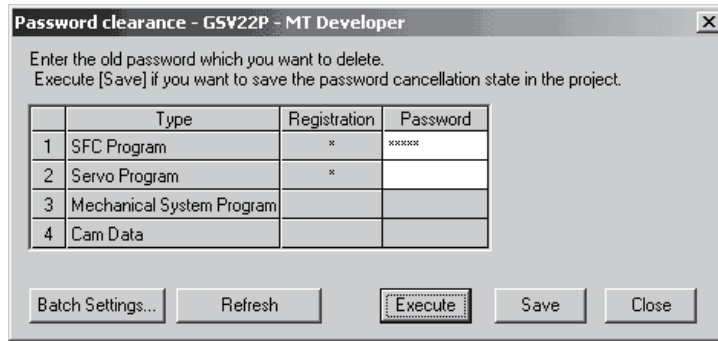 Password clearance - GSV22P - MT Developer
Enter the old password which you want to delete.
Execute [Save] if you want to save the password cancellation state in the project.
Type Registration Password
1 SFC Program * *****
2 Servo Program *
3 Mechanical System Program
4 Cam Data
Batch Settings... Refresh Execute Save Close